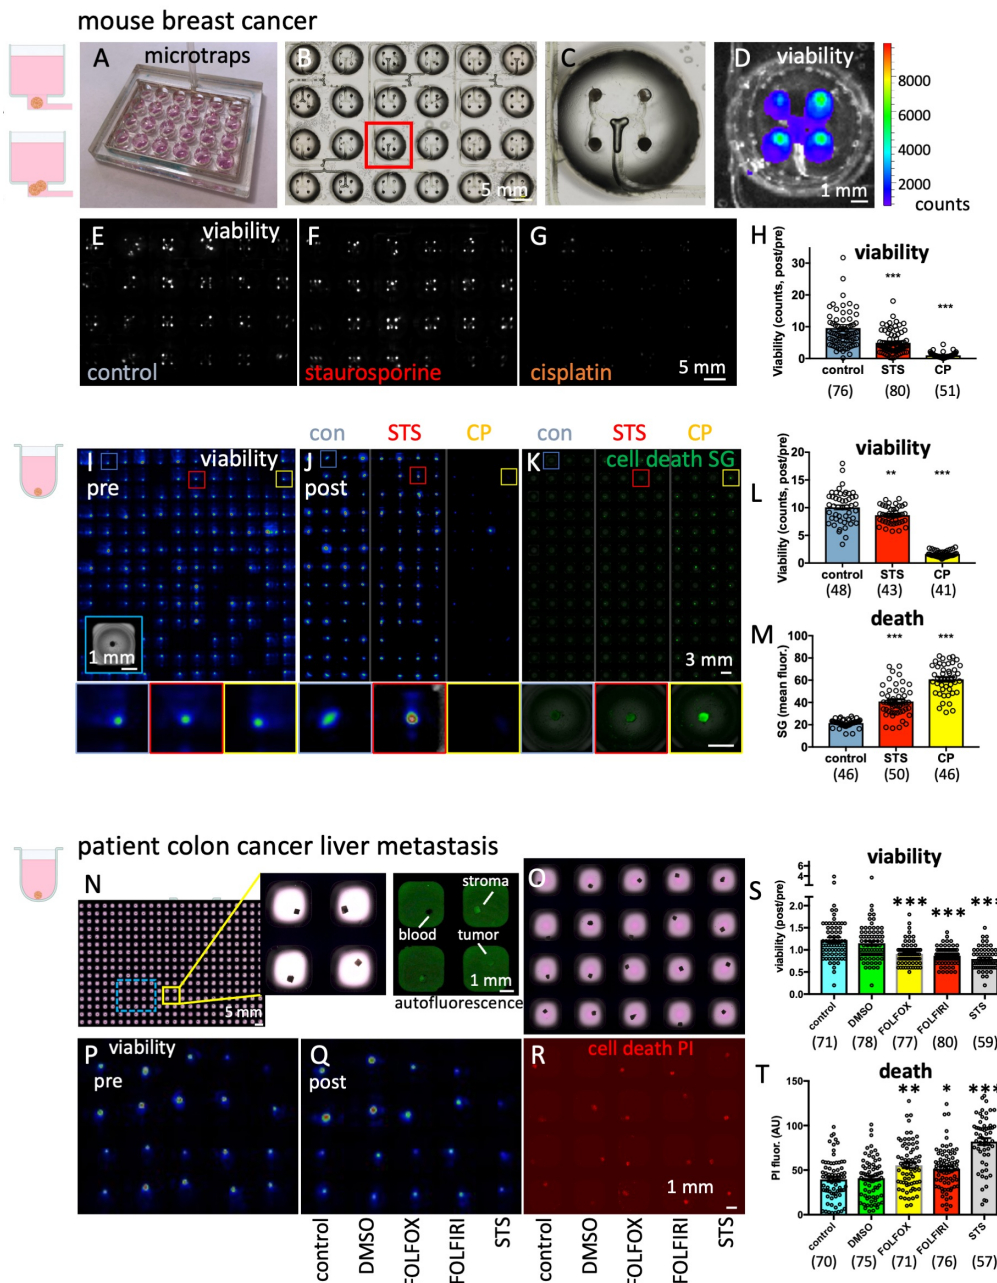 mouse breast cancer
A microtraps
B
5 mm
C
D viability
1 mm
8000
6000
4000
2000
counts
E viability
control
F
staurosporine
G
cisplatin
5 mm
H
viability
Viability (counts, post/pre)
30
20
10
0
***
***
control STS CP
(76) (80) (51)
con STS CP con STS CP
I viability
pre
1 mm
J
post
K cell death SG
3 mm
L
viability
Viability (counts, post/pre)
20
15
10
5
0
**
***
control STS CP
(48) (43) (41)
M
death
SG (mean fluor.)
100
80
60
40
20
0
***
***
control STS CP
(46) (50) (46)
patient colon cancer liver metastasis
N
5 mm
stroma
blood tumor
1 mm
autofluorescence
O
P viability
pre
Q
post
R cell death PI
1 mm
control
DMSO
FOLFOX
FOLFIRI
STS
control
DMSO
FOLFOX
FOLFIRI
STS
S
viability
viability (post/pre)
6
4
2.0
1.5
1.0
0.5
0.0
***
***
***
control DMSO FOLFOX FOLFIRI STS
(71) (78) (77) (80) (59)
T
death
PI fluor. (AU)
150
100
50
0
**
*
***
control DMSO FOLFOX FOLFIRI STS
(70) (75) (71) (76) (57)